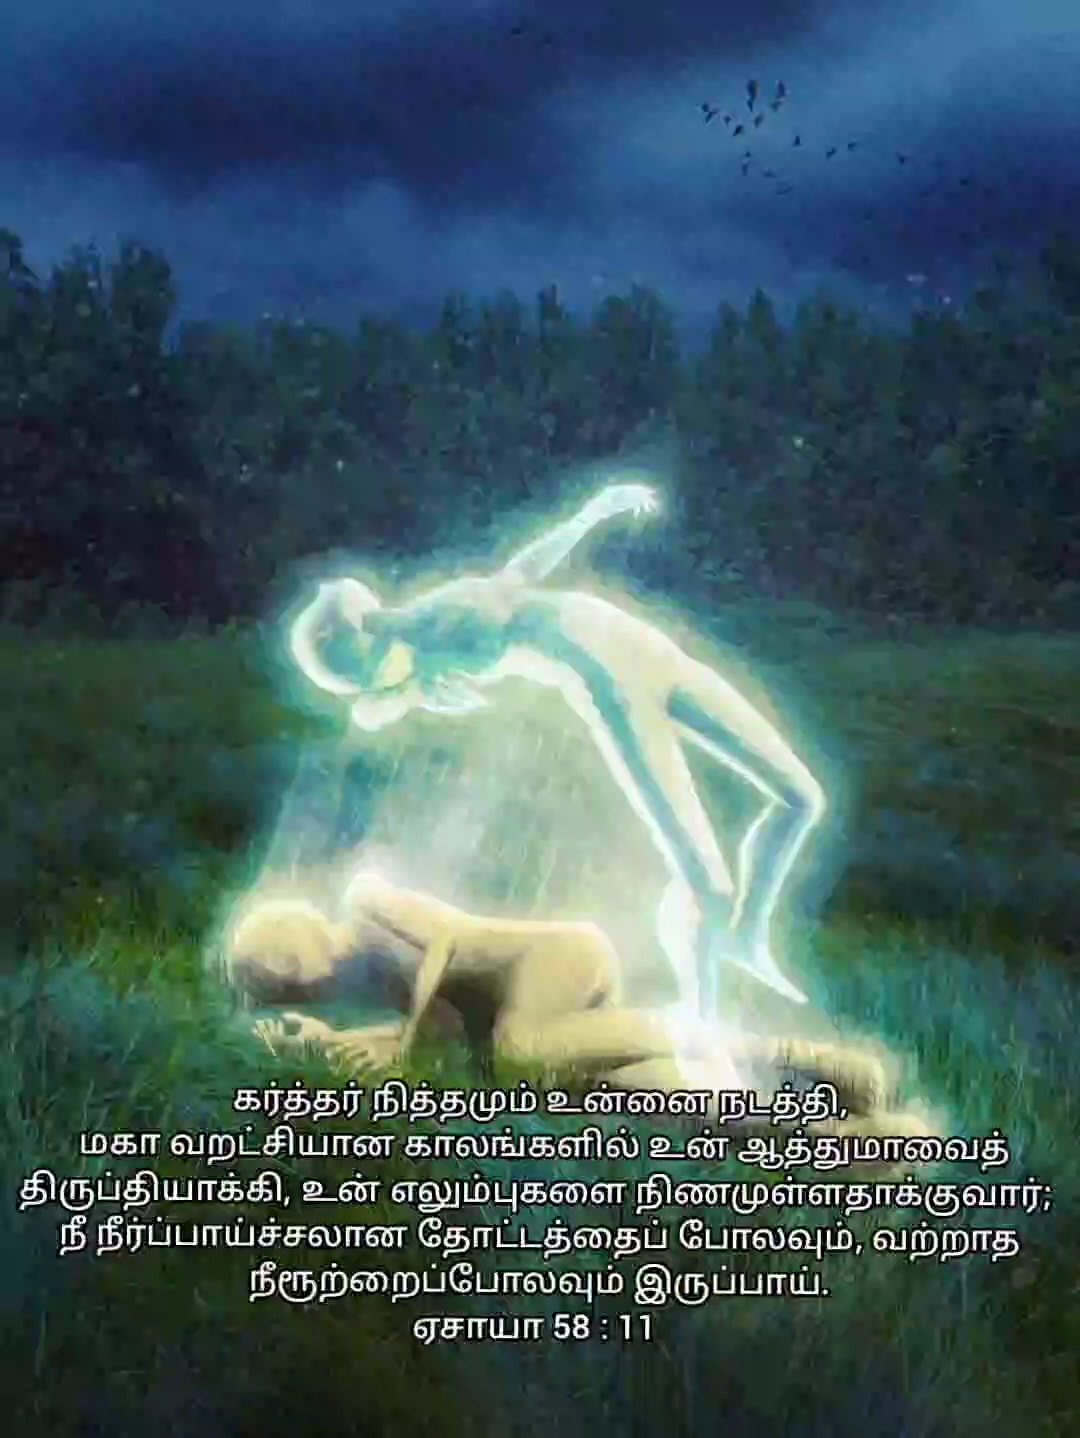 கர்த்தர் நித்தமும் உன்னை நடத்தி,
மகா வறட்சியான காலங்களில் உன் ஆத்துமாவைத்
திருப்தியாக்கி, உன் எலும்புகளை நிணமுள்ளதாக்குவார்;
நீ நீர்ப்பாய்ச்சலான தோட்டத்தைப் போலவும், வற்றாத
நீரூற்றைப்போலவும் இருப்பாய்.
ஏசாயா 58 : 11